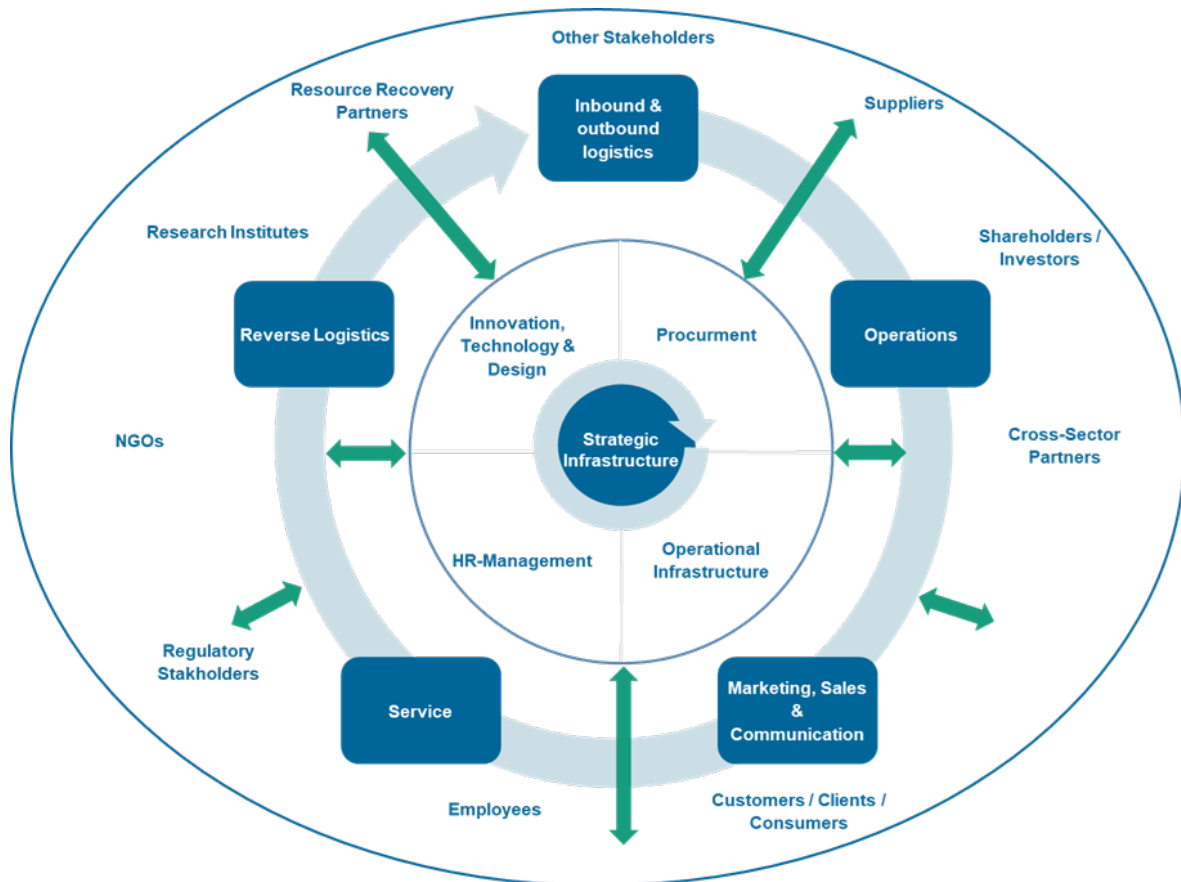 Other Stakeholders
Resource Recovery
Partners
Inbound &
outbound
logistics
Suppliers
Research Institutes
Shareholders /
Investors
Reverse Logistics
Innovation,
Technology &
Design
Procurment
Operations
NGOs
Strategic
Infrastructure
Cross-Sector
Partners
HR-Management
Operational
Infrastructure
Regulatory
Stakholders
Service
Marketing, Sales
&
Communication
Employees
Customers / Clients /
Consumers